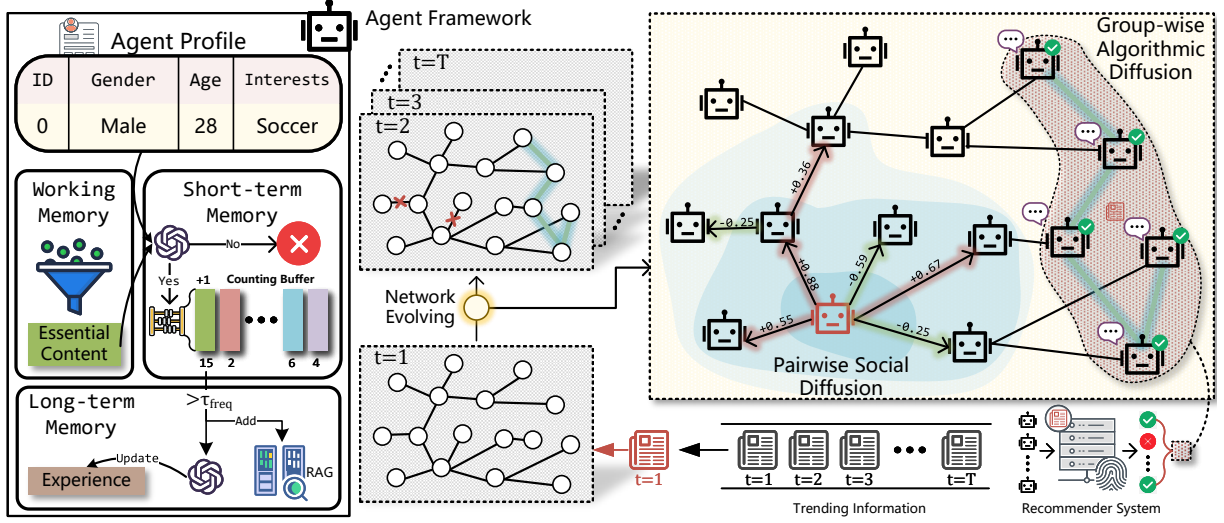 Agent Profile
Agent Framework
ID Gender Age Interests
0 Male 28 Soccer
Working
Memory
Essential
Content
Short-term
Memory
No
Yes
+1
Counting Buffer
15 2 6 4
>τfreq
Long-term
Memory
Add
Update
Experience
RAG
t=T
t=3
t=2
Network
Evolving
t=1
Group-wise
Algorithmic
Diffusion
+0.36
-0.25
+0.88
-0.59
+0.67
+0.55
-0.25
Pairwise Social
Diffusion
t=1
t=1 t=2 t=3 t=T
Trending Information
Recommender System